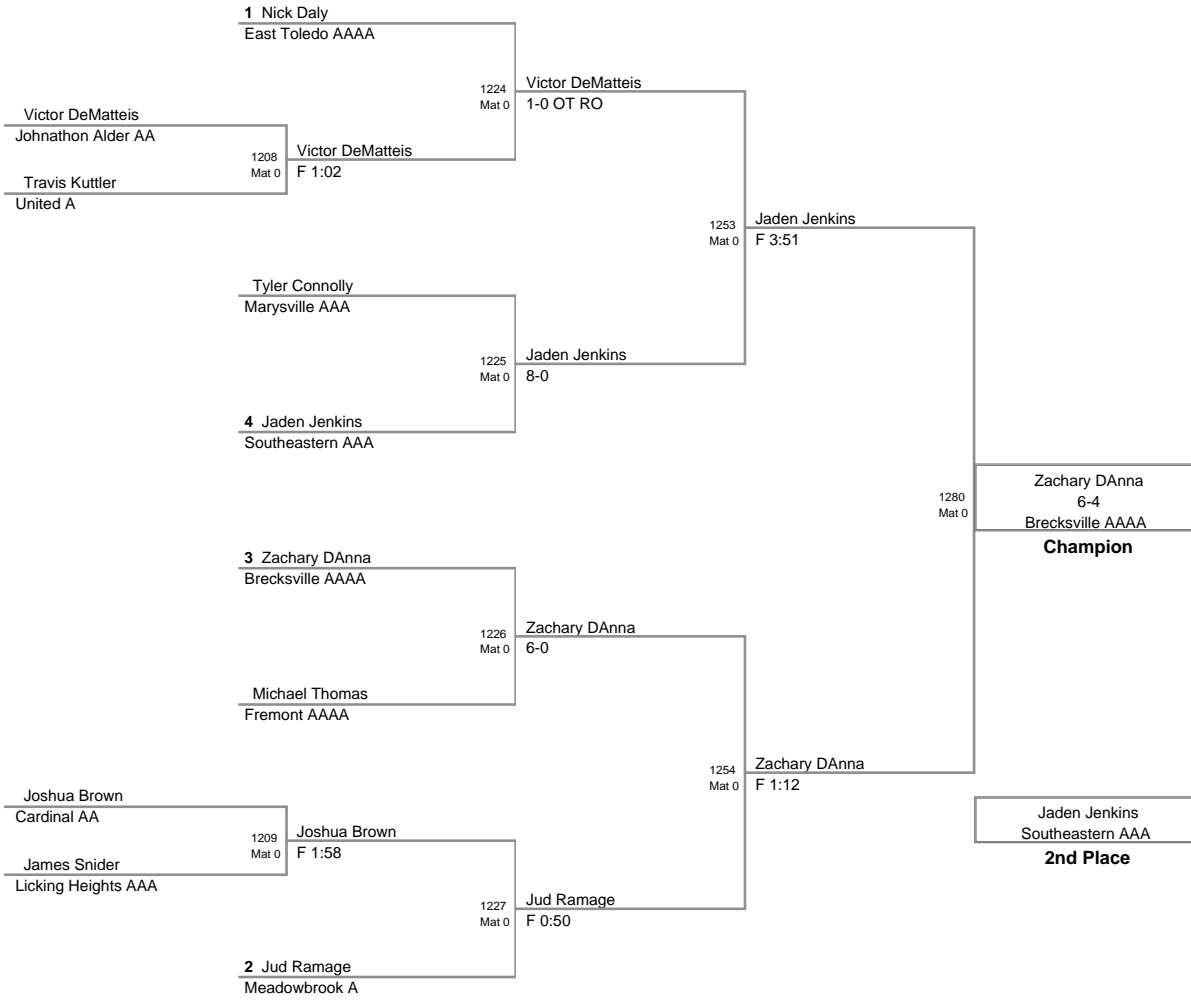 1 Nick Daly
East Toledo AAAA
1224
Mat 0
Victor DeMatteis
1-0 OT RO
Victor DeMatteis
Johnathon Alder AA
1208
Mat 0
Victor DeMatteis
F 1:02
Travis Kuttler
United A
1253
Mat 0
Jaden Jenkins
F 3:51
Tyler Connolly
Marysville AAA
1225
Mat 0
Jaden Jenkins
8-0
4 Jaden Jenkins
Southeastern AAA
1280
Mat 0
Zachary DAnna
6-4
Brecksville AAAA
Champion
3 Zachary DAnna
Brecksville AAAA
1226
Mat 0
Zachary DAnna
6-0
Michael Thomas
Fremont AAAA
1254
Mat 0
Zachary DAnna
F 1:12
Joshua Brown
Cardinal AA
1209
Mat 0
Joshua Brown
F 1:58
James Snider
Licking Heights AAA
Jaden Jenkins
Southeastern AAA
2nd Place
1227
Mat 0
Jud Ramage
F 0:50
2 Jud Ramage
Meadowbrook A